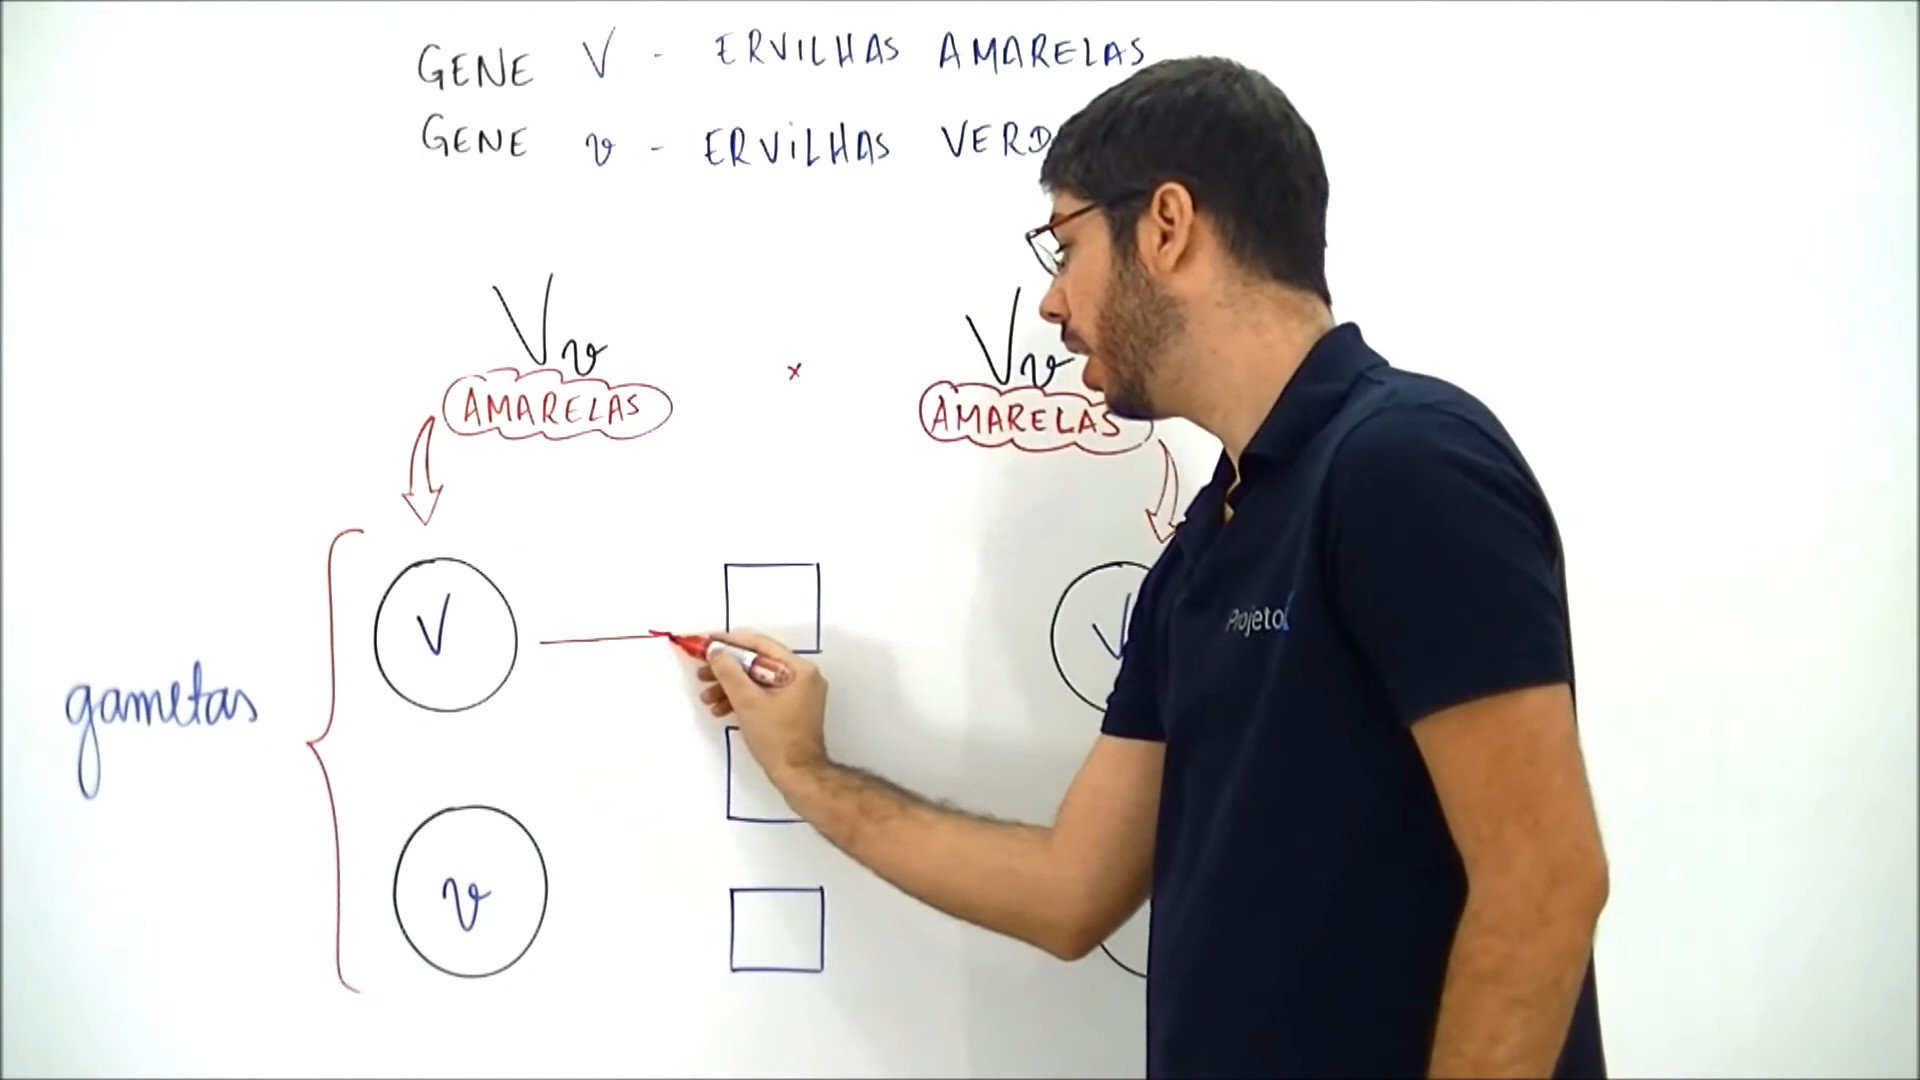 GENE V - ERVILHAS AMARELAS
GENE v - ERVILHAS VERD
Vv x Vv
AMARELAS AMARELAS
V V
gametas
v
Projeto